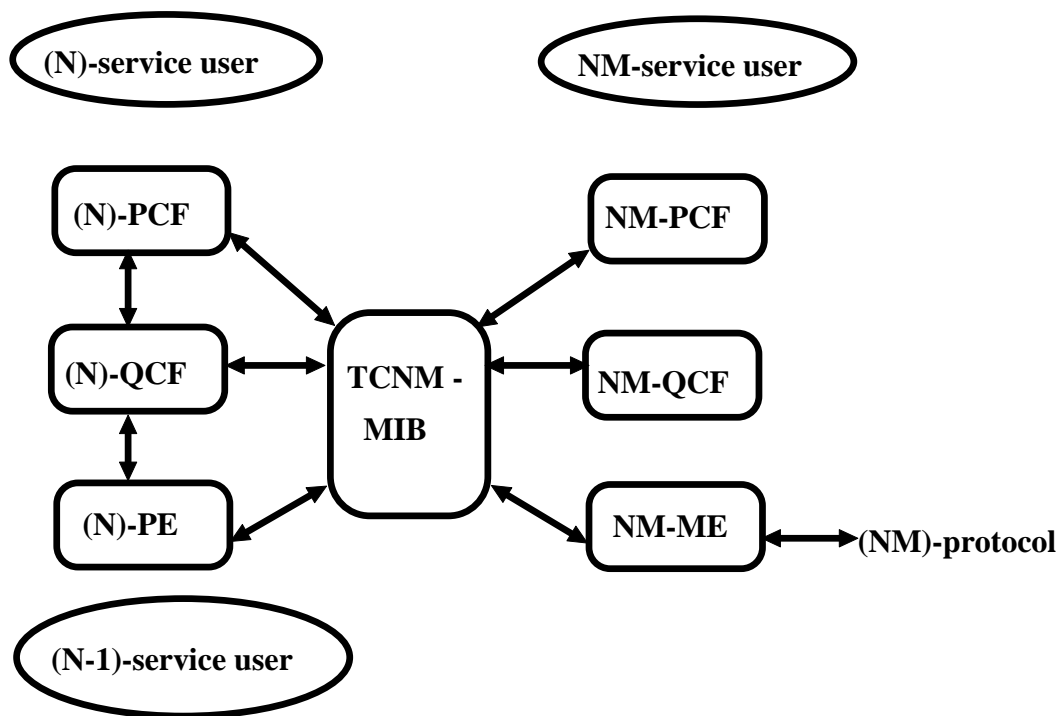 (N)-service user
NM-service user
(N)-PCF
NM-PCF
(N)-QCF
TCNM -
MIB
NM-QCF
(N)-PE
NM-ME
(NM)-protocol
(N-1)-service user